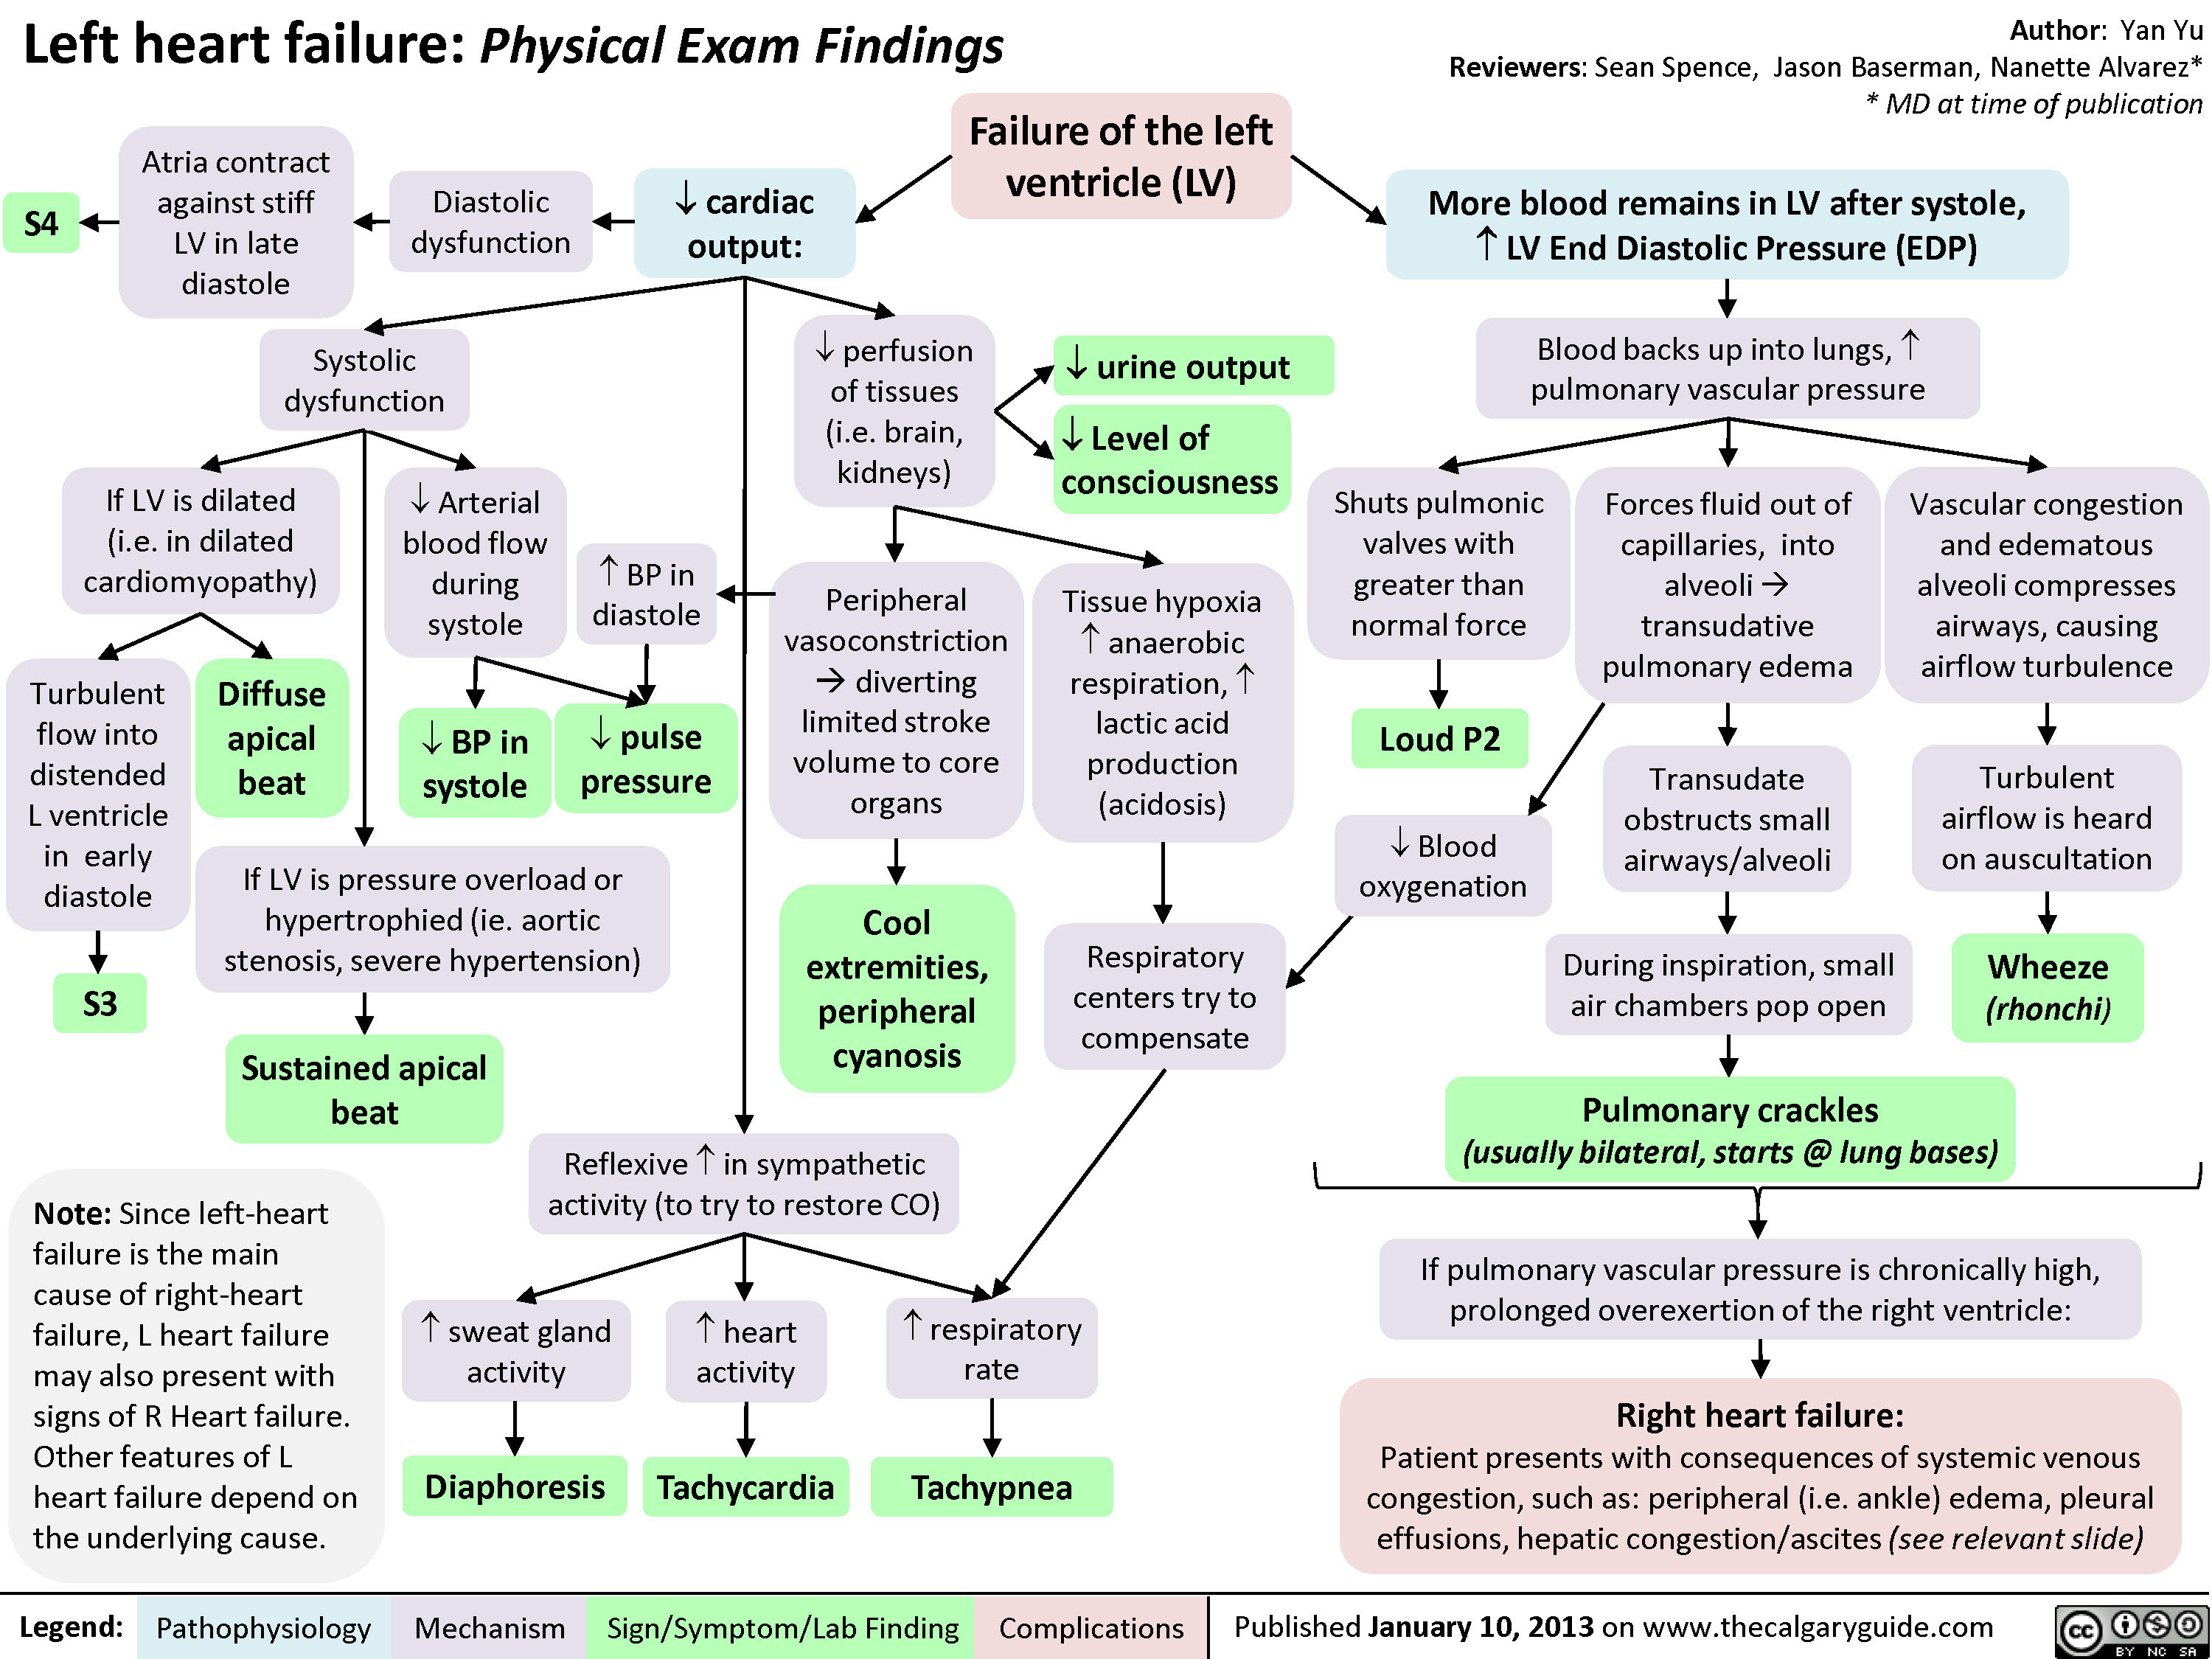 Left heart failure: Physical Exam Findings
Author: Yan Yu
Reviewers: Sean Spence, Jason Baserman, Nanette Alvarez*
* MD at time of publication
Failure of the left
ventricle (LV)
↓ cardiac
output:
Diastolic
dysfunction
Atria contract
against stiff
LV in late
diastole
S4
More blood remains in LV after systole,
↑ LV End Diastolic Pressure (EDP)
Systolic
dysfunction
↓ perfusion
of tissues
(i.e. brain,
kidneys)
↓ urine output
↓ Level of
consciousness
Blood backs up into lungs, ↑
pulmonary vascular pressure
If LV is dilated
(i.e. in dilated
cardiomyopathy)
↓ Arterial
blood flow
during
systole
↑ BP in
diastole
Peripheral
vasoconstriction
→ diverting
limited stroke
volume to core
organs
Tissue hypoxia
↑ anaerobic
respiration, ↑
lactic acid
production
(acidosis)
Shuts pulmonic
valves with
greater than
normal force
Forces fluid out of
capillaries, into
alveoli →
transudative
pulmonary edema
Vascular congestion
and edematous
alveoli compresses
airways, causing
airflow turbulence
Turbulent
flow into
distended
L ventricle
in early
diastole
Diffuse
apical
beat
↓ BP in
systole
↓ pulse
pressure
Loud P2
Transudate
obstructs small
airways/alveoli
Turbulent
airflow is heard
on auscultation
↓ Blood
oxygenation
If LV is pressure overload or
hypertrophied (ie. aortic
stenosis, severe hypertension)
S3
Cool
extremities,
peripheral
cyanosis
Respiratory
centers try to
compensate
During inspiration, small
air chambers pop open
Wheeze
(rhonchi)
Sustained apical
beat
Pulmonary crackles
(usually bilateral, starts @ lung bases)
Reflexive ↑ in sympathetic
activity (to try to restore CO)
Note: Since left-heart
failure is the main
cause of right-heart
failure, L heart failure
may also present with
signs of R Heart failure.
Other features of L
heart failure depend on
the underlying cause.
↑ sweat gland
activity
↑ heart
activity
↑ respiratory
rate
If pulmonary vascular pressure is chronically high,
prolonged overexertion of the right ventricle:
Diaphoresis
Tachycardia
Tachypnea
Right heart failure:
Patient presents with consequences of systemic venous
congestion, such as: peripheral (i.e. ankle) edema, pleural
effusions, hepatic congestion/ascites (see relevant slide)
Legend: Pathophysiology Mechanism Sign/Symptom/Lab Finding Complications
Published January 10, 2013 on www.thecalgaryguide.com
cc
BY NC SA